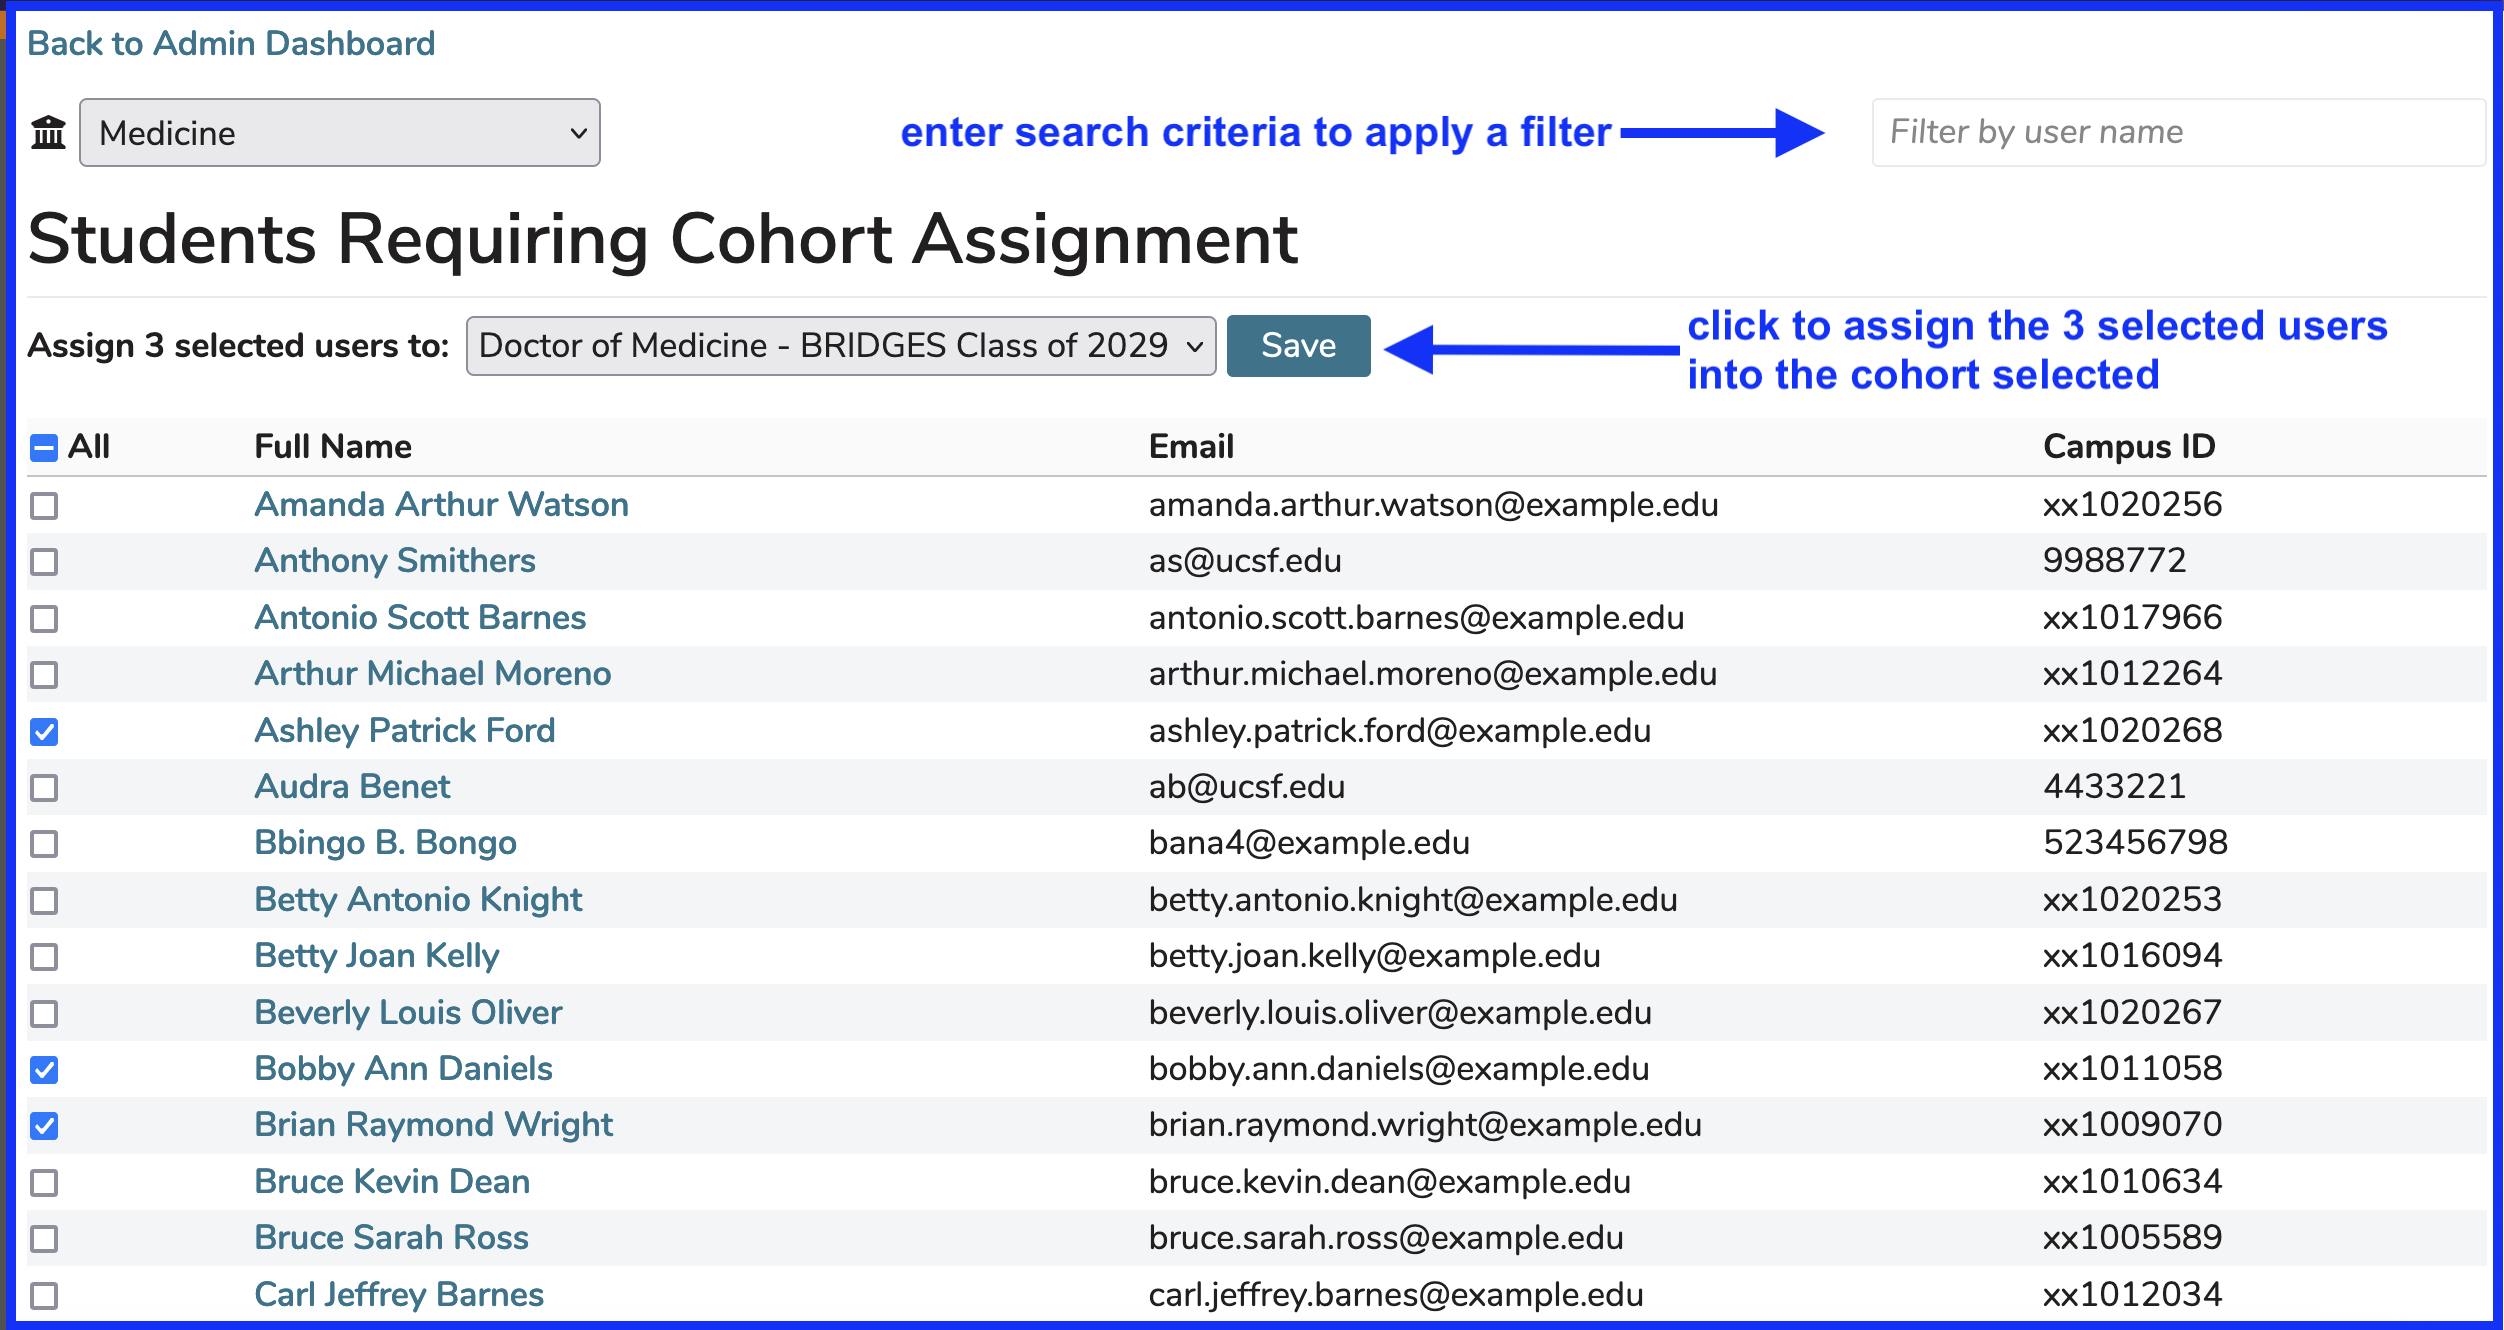 Back to Admin Dashboard
Medicine
enter search criteria to apply a filter
Filter by user name
Students Requiring Cohort Assignment
Assign 3 selected users to: Doctor of Medicine - BRIDGES Class of 2029 Save
click to assign the 3 selected users
into the cohort selected
All Full Name Email Campus ID
Amanda Arthur Watson amanda.arthur.watson@example.edu xx1020256
Anthony Smithers as@ucsf.edu 9988772
Antonio Scott Barnes antonio.scott.barnes@example.edu xx1017966
Arthur Michael Moreno arthur.michael.moreno@example.edu xx1012264
Ashley Patrick Ford ashley.patrick.ford@example.edu xx1020268
Audra Benet ab@ucsf.edu 4433221
Bbingo B. Bongo bana4@example.edu 523456798
Betty Antonio Knight betty.antonio.knight@example.edu xx1020253
Betty Joan Kelly betty.joan.kelly@example.edu xx1016094
Beverly Louis Oliver beverly.louis.oliver@example.edu xx1020267
Bobby Ann Daniels bobby.ann.daniels@example.edu xx1011058
Brian Raymond Wright brian.raymond.wright@example.edu xx1009070
Bruce Kevin Dean bruce.kevin.dean@example.edu xx1010634
Bruce Sarah Ross bruce.sarah.ross@example.edu xx1005589
Carl Jeffrey Barnes carl.jeffrey.barnes@example.edu xx1012034